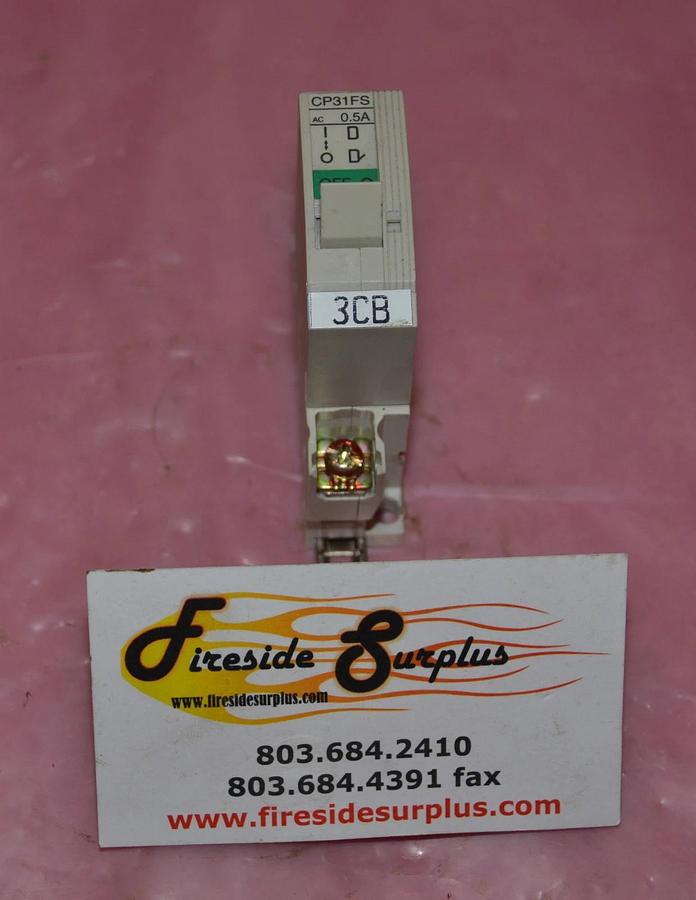 CP31FS
AC 0.5A
OFF
3CB
Fireside Surplus
www.firesidesurplus.com
803.684.2410
803.684.4391 fax
www.firesidesurplus.com